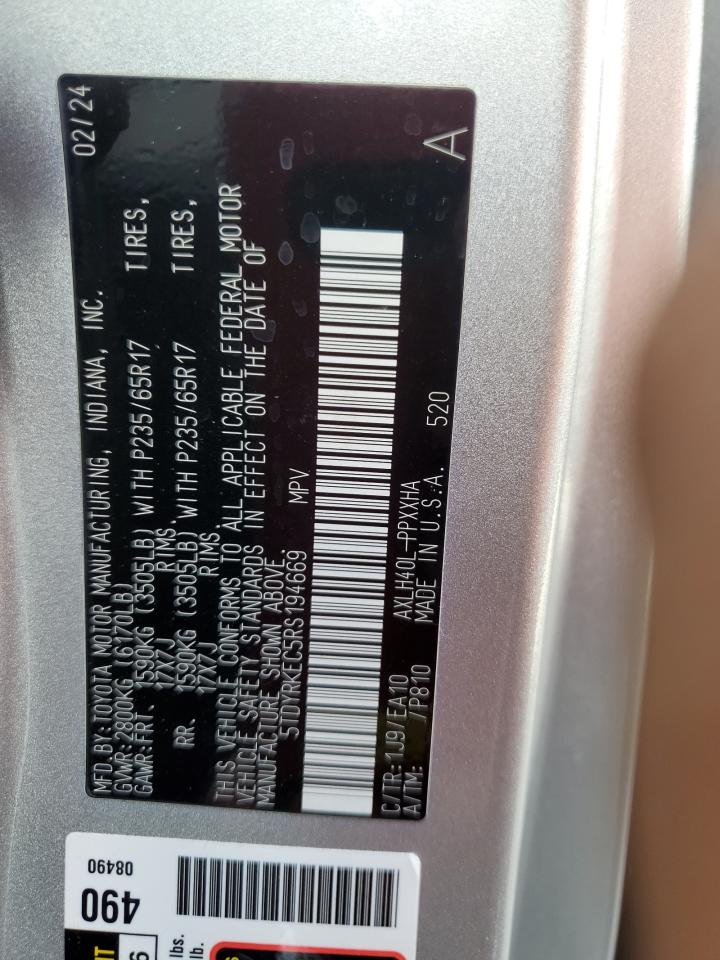 02/24
MFD.BY:TOYOTA MOTOR MANUFACTURING, INDIANA, INC.
GVWR:2800KG (6170LB)
GAWR:FRT. 1590KG (3505LB) WITH P235/65R17 TIRES,
17X7J RIMS.
RR. 1590KG (3505LB) WITH P235/65R17 TIRES,
17X7J RIMS.
THIS VEHICLE CONFORMS TO ALL APPLICABLE FEDERAL MOTOR
VEHICLE SAFETY STANDARDS IN EFFECT ON THE DATE OF
MANUFACTURE SHOWN ABOVE.
5TDYRKEC5RS194669 MPV
A
C/TR:1J9/EA10 AXLH40L-PPXXHA
A/TM: /P810 MADE IN U.S.A. 520
08490
490
lbs.
lb.